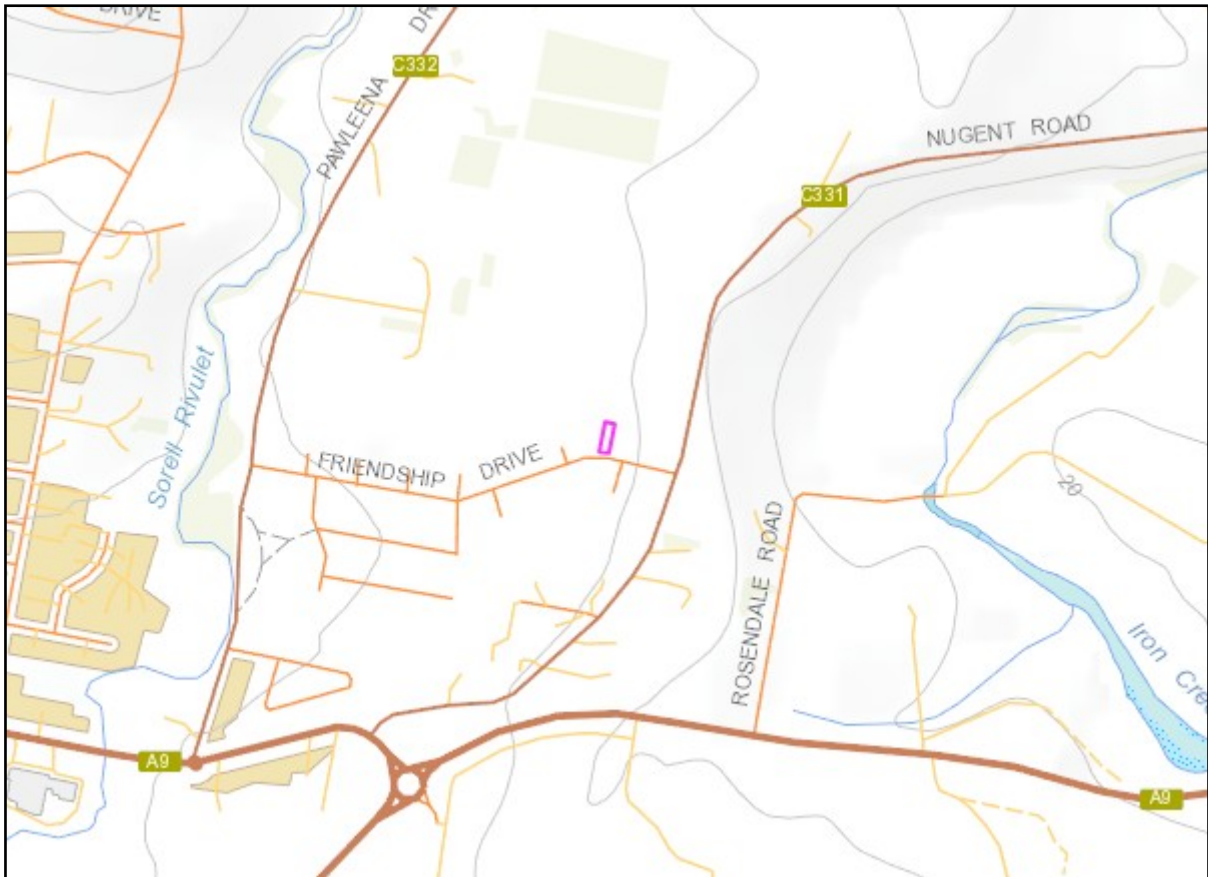 DRIVE
C332
PAWLEENA DR
NUGENT ROAD
C331
Sorell Rivulet
FRIENDSHIP DRIVE
20
ROSENDALE ROAD
Iron Cre
A9
A9